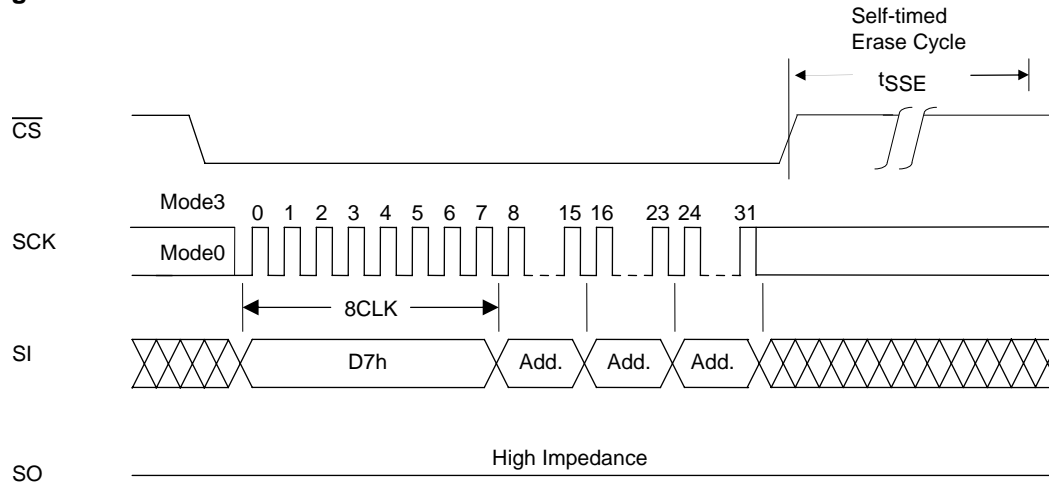 Self-timed
Erase Cycle
tSSE
CS
Mode3
0 1 2 3 4 5 6 7 8 15 16 23 24 31
SCK
Mode0
8CLK
SI
D7h Add. Add. Add.
High Impedance
SO